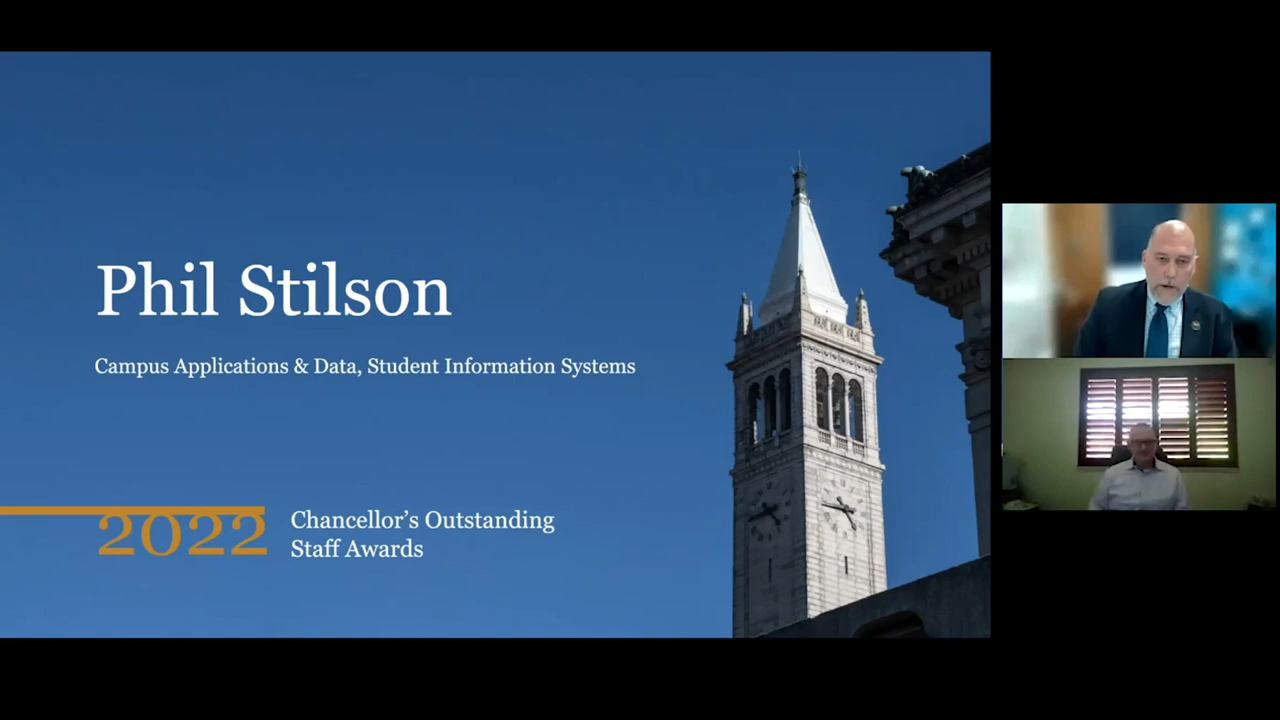 Phil Stilson
Campus Applications & Data, Student Information Systems
2022
Chancellor's Outstanding
Staff Awards